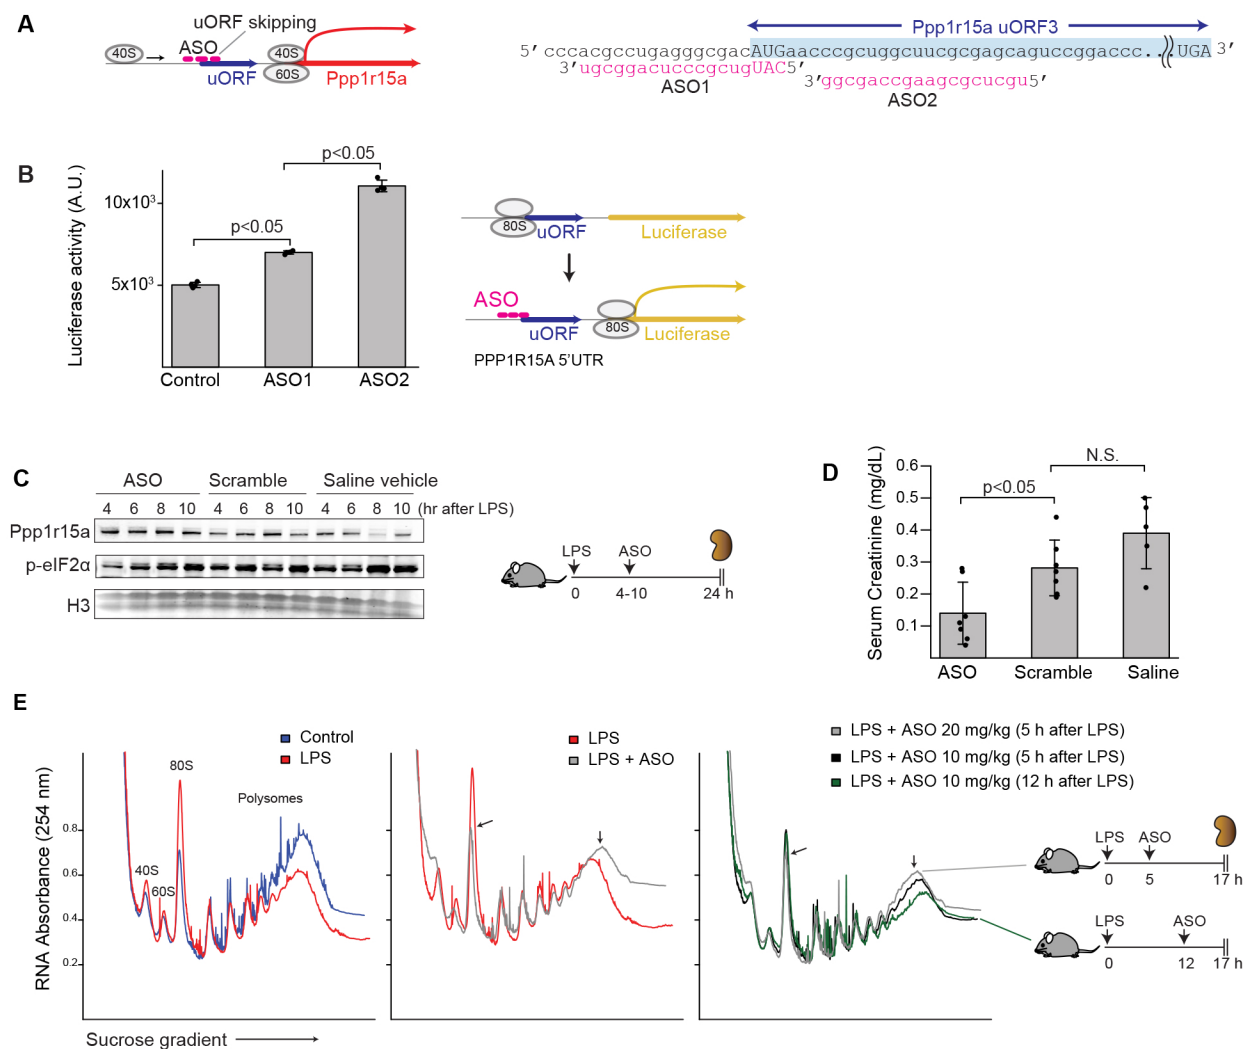 A
uORF skipping
40S
ASO
uORF
40S
60S
Ppp1r15a
Ppp1r15a uORF3
5' cccacgccugagggcgacAUGaacccgcuggcuucgcgagcagucccggaccc...UGA 3'
3'ugcggacucccgcugUAC5'
ASO1
3'ggcgaccgaagcgcucgu5'
ASO2
B
Luciferase activity (A.U.)
10x10³
5x10³
p<0.05
p<0.05
Control ASO1 ASO2
80S
uORF
Luciferase
ASO
uORF
80S
Luciferase
PPP1R15A 5'UTR
C
ASO Scramble Saline vehicle
4 6 8 10 4 6 8 10 4 6 8 10 (hr after LPS)
Ppp1r15a
p-eIF2α
H3
LPS ASO
0 4-10 24 h
D
Serum Creatinine (mg/dL)
0.6
0.5
0.4
0.3
0.2
0.1
p<0.05
N.S.
ASO Scramble Saline
E
RNA Absorbance (254 nm)
0.8
0.6
0.4
0.2
Control
LPS
40S
60S
80S
Polysomes
Sucrose gradient
LPS
LPS + ASO
LPS + ASO 20 mg/kg (5 h after LPS)
LPS + ASO 10 mg/kg (5 h after LPS)
LPS + ASO 10 mg/kg (12 h after LPS)
LPS ASO
0 5 17 h
LPS ASO
0 12 17 h